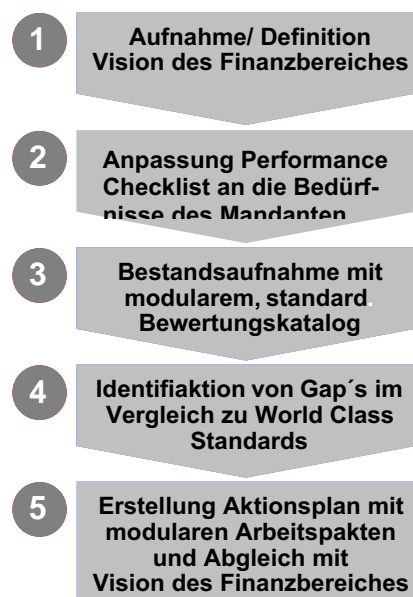 1
Aufnahme/ Definition
Vision des Finanzbereiches
2
Anpassung Performance
Checklist an die Bedürf-
nisse des Mandanten
3
Bestandsaufnahme mit
modularem, standard.
Bewertungskatalog
4
Identifiaktion von Gap´s im
Vergleich zu World Class
Standards
5
Erstellung Aktionsplan mit
modularen Arbeitspakten
und Abgleich mit
Vision des Finanzbereiches